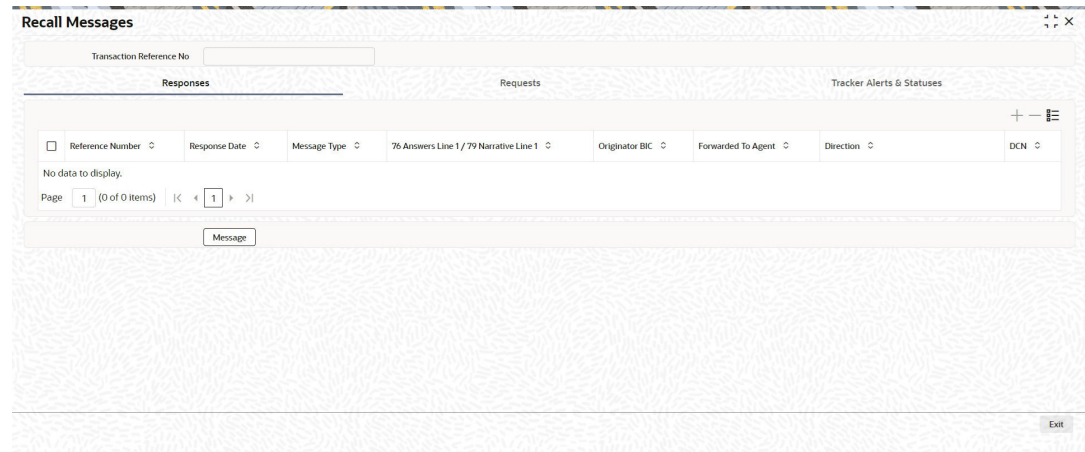 Recall Messages
Transaction Reference No
Responses Requests Tracker Alerts & Statuses
Reference Number Response Date Message Type 76 Answers Line 1 / 79 Narrative Line 1 Originator BIC Forwarded To Agent Direction DCN
No data to display.
Page 1 (0 of 0 items) 1
Message
Exit